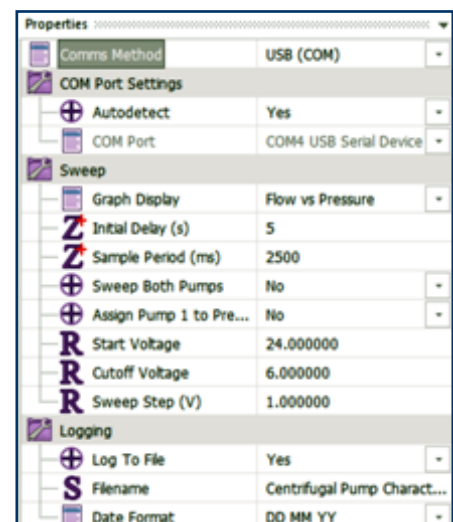 Properties
Comms Method USB (COM)
COM Port Settings
Autodetect Yes
COM Port COM4 USB Serial Device
Sweep
Graph Display Flow vs Pressure
Z Initial Delay (s) 5
Z Sample Period (ms) 2500
Sweep Both Pumps No
Assign Pump 1 to Pre... No
R Start Voltage 24.000000
R Cutoff Voltage 6.000000
R Sweep Step (V) 1.000000
Logging
Log To File Yes
S Filename Centrifugal Pump Charact...
Date Format DD MM YY